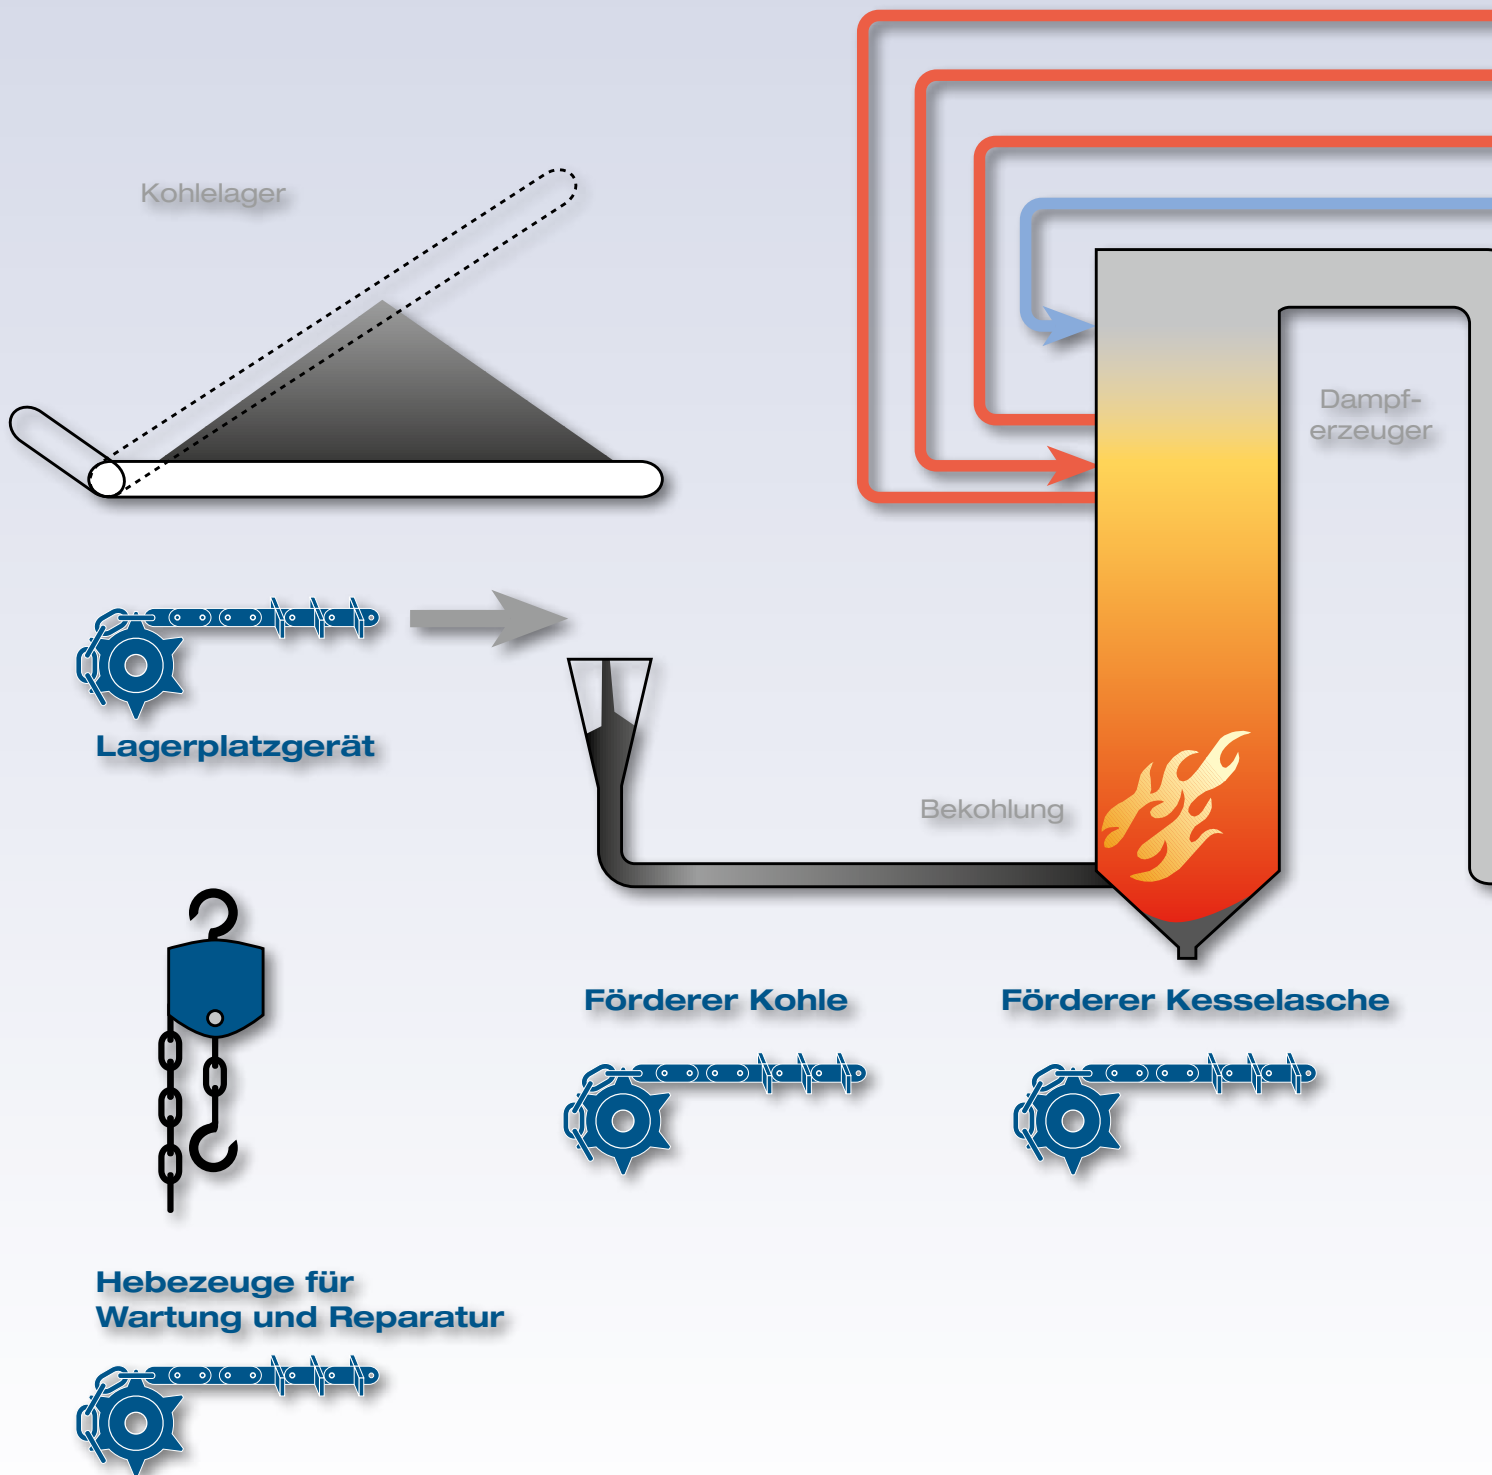 Kohlelager
Dampf-
erzeuger
Lagerplatzgerät
Bekohlung
Förderer Kohle
Förderer Kesselasche
Hebezeuge für
Wartung und Reparatur